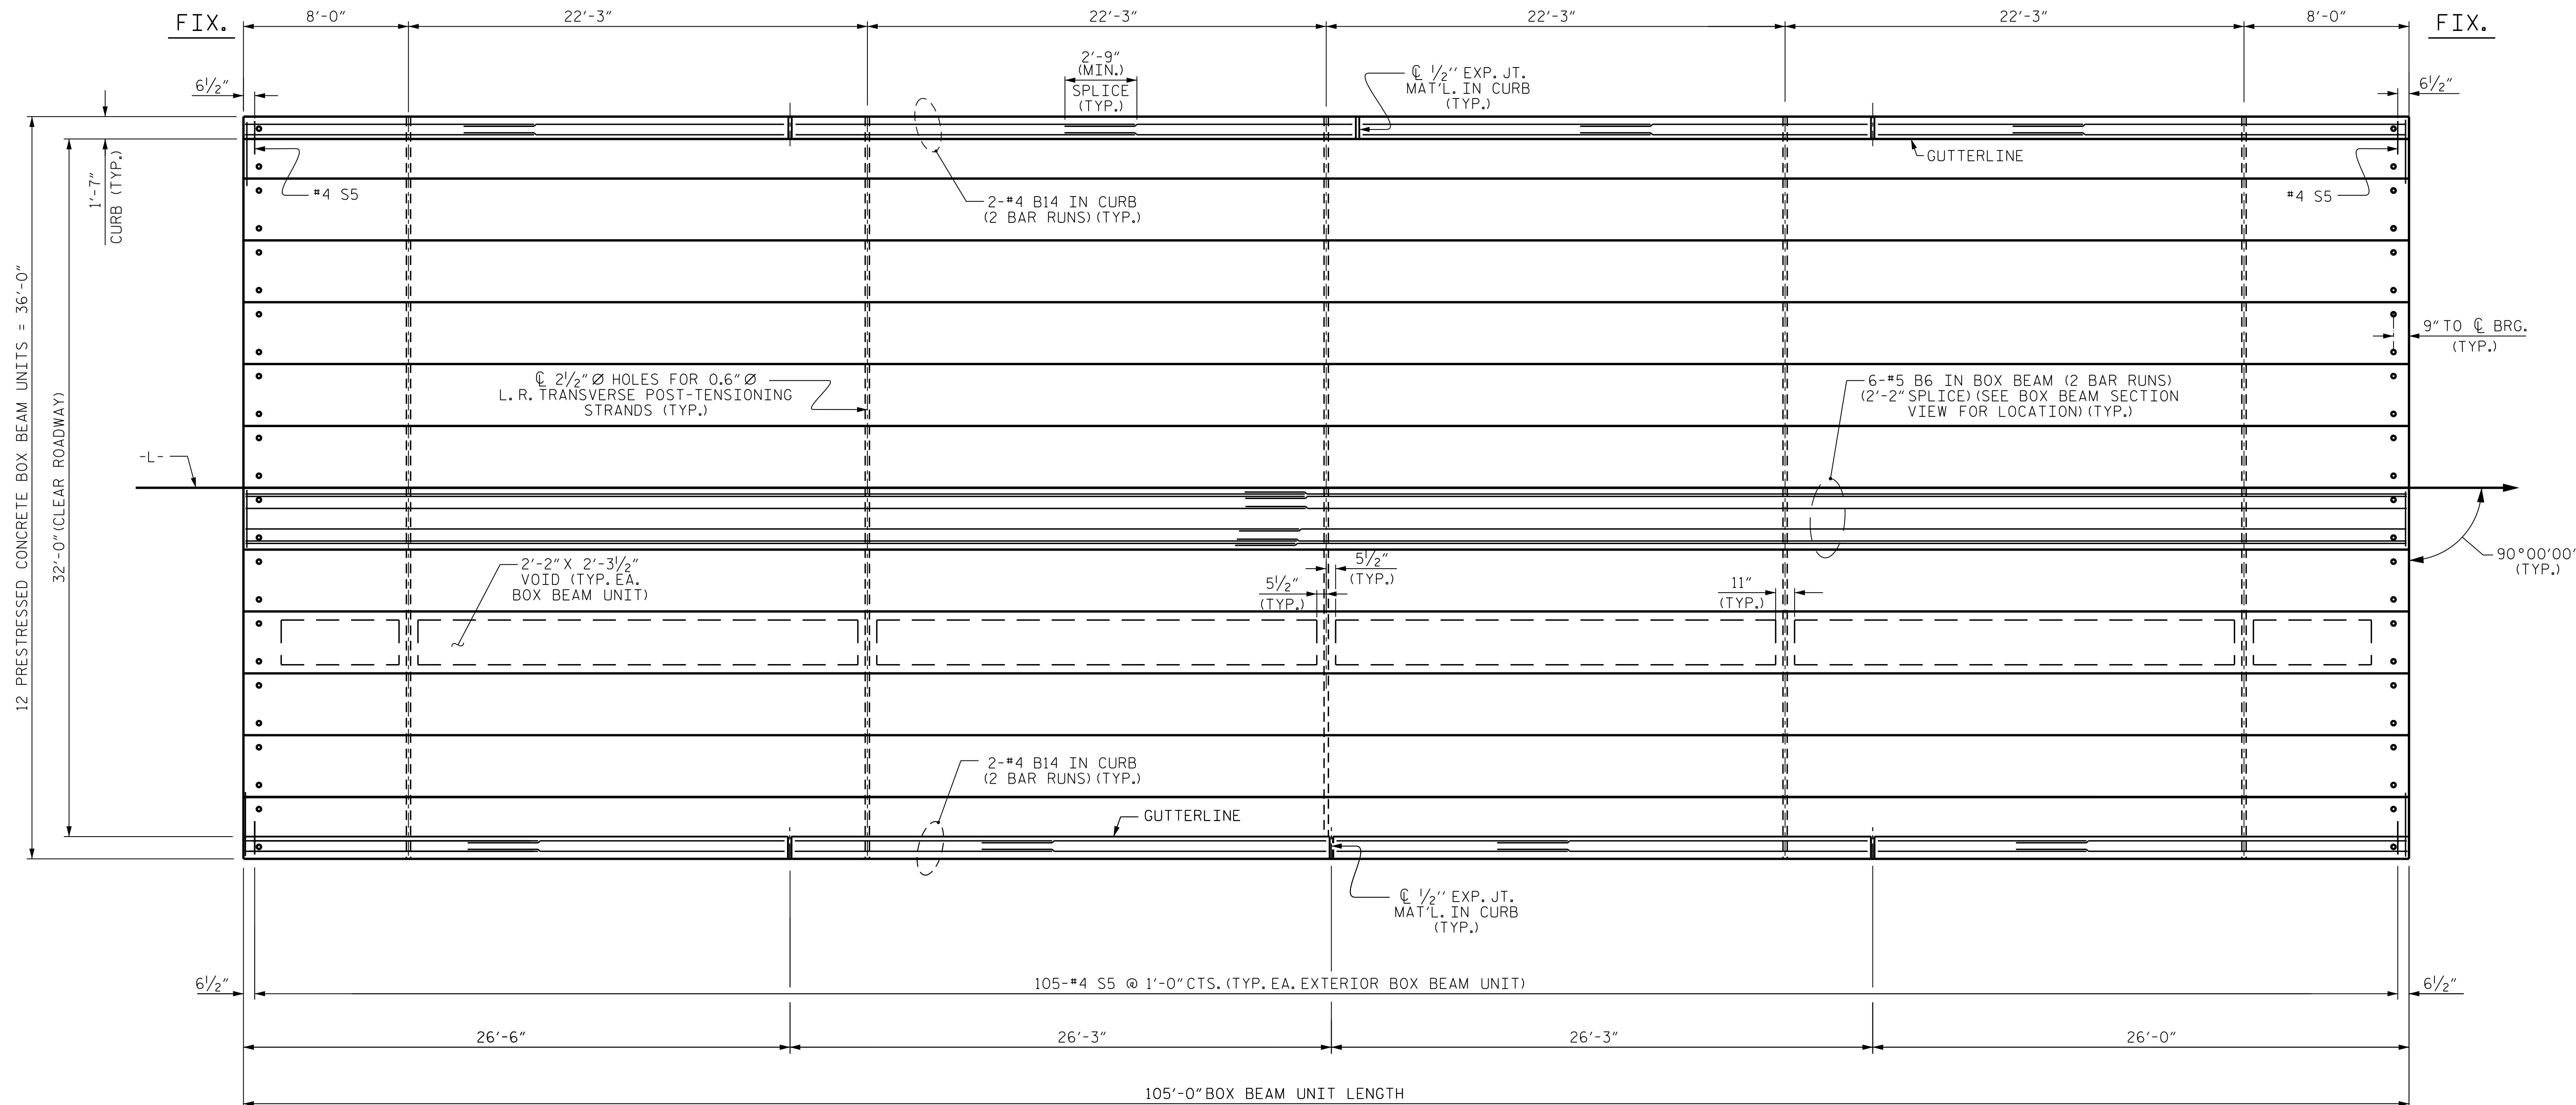 8'-0" 22'-3" 22'-3" 22'-3" 22'-3" 8'-0"
FIX. FIX.
2'-9"
(MIN.)
SPLICE
(TYP.)
℄ 1/2'' EXP. JT.
MAT'L. IN CURB
(TYP.)
6 1/2" 6 1/2"
1'-7"
CURB (TYP.)
#4 S5
2-#4 B14 IN CURB
(2 BAR RUNS) (TYP.)
GUTTERLINE
#4 S5
12 PRESTRESSED CONCRETE BOX BEAM UNITS = 36'-0"
32'-0" (CLEAR ROADWAY)
9" TO ℄ BRG.
(TYP.)
℄ 2 1/2" Ø HOLES FOR 0.6" Ø
L. R. TRANSVERSE POST-TENSIONING
STRANDS (TYP.)
6-#5 B6 IN BOX BEAM (2 BAR RUNS)
(2'-2" SPLICE) (SEE BOX BEAM SECTION
VIEW FOR LOCATION) (TYP.)
-L-
2'-2" X 2'-3 1/2"
VOID (TYP. EA.
BOX BEAM UNIT)
5 1/2"
(TYP.)
5 1/2"
(TYP.)
11"
(TYP.)
90°00'00"
(TYP.)
2-#4 B14 IN CURB
(2 BAR RUNS) (TYP.)
GUTTERLINE
℄ 1/2'' EXP. JT.
MAT'L. IN CURB
(TYP.)
6 1/2" 105-#4 S5 @ 1'-0" CTS. (TYP. EA. EXTERIOR BOX BEAM UNIT) 6 1/2"
26'-6" 26'-3" 26'-3" 26'-0"
105'-0" BOX BEAM UNIT LENGTH